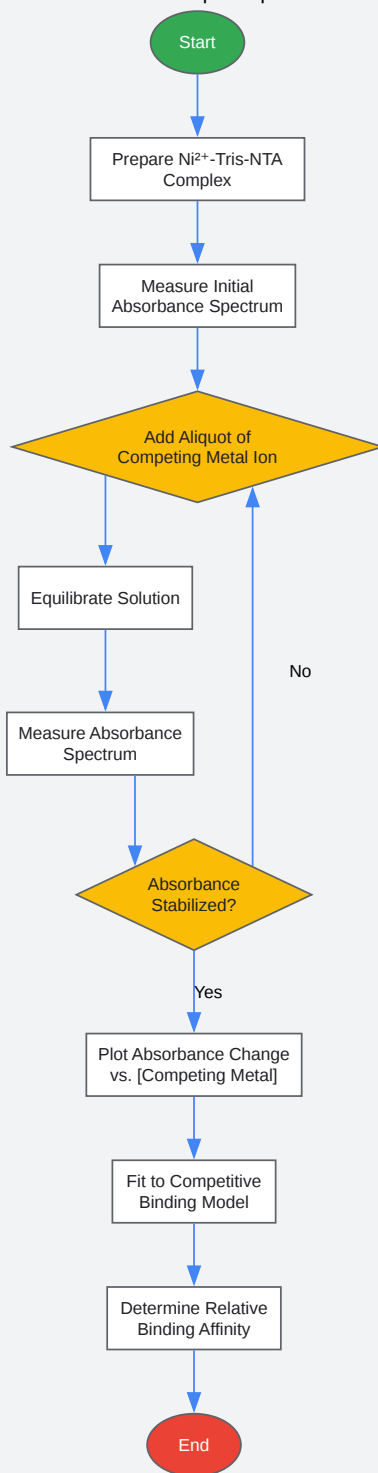 Start
Prepare Ni²⁺-Tris-NTA
Complex
Measure Initial
Absorbance Spectrum
Add Aliquot of
Competing Metal Ion
Equilibrate Solution
No
Measure Absorbance
Spectrum
Absorbance
Stabilized?
Yes
Plot Absorbance Change
vs. [Competing Metal]
Fit to Competitive
Binding Model
Determine Relative
Binding Affinity
End